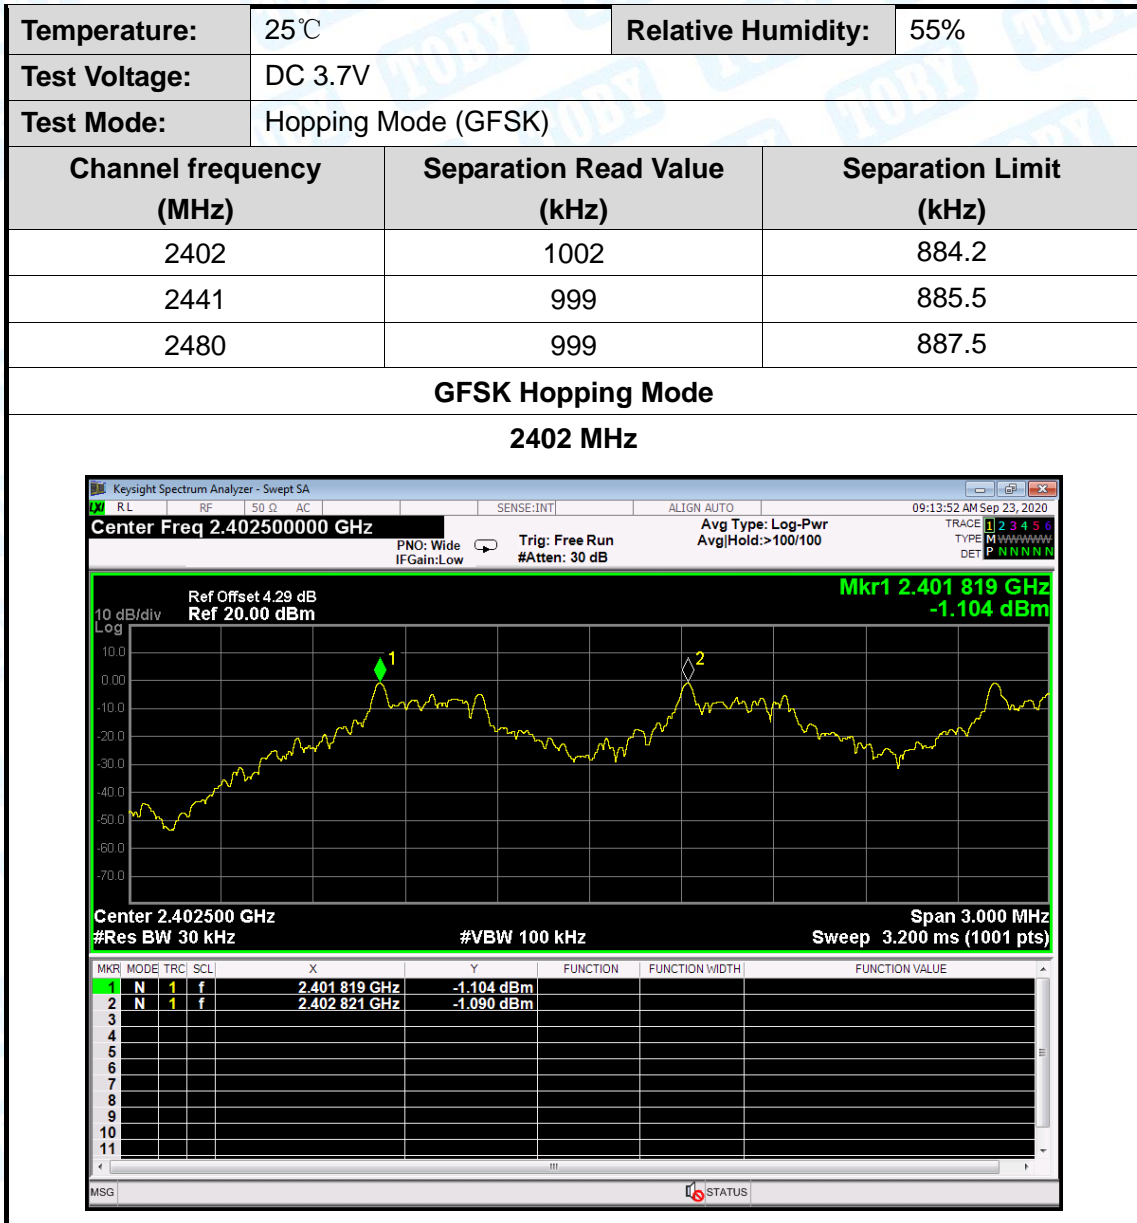 Temperature: 25℃ Relative Humidity: 55%
Test Voltage: DC 3.7V
Test Mode: Hopping Mode (GFSK)
Channel frequency (MHz) Separation Read Value (kHz) Separation Limit (kHz)
2402 1002 884.2
2441 999 885.5
2480 999 887.5
GFSK Hopping Mode
2402 MHz
Keysight Spectrum Analyzer - Swept SA
LXI RL RF 50 Ω AC SENSE:INT ALIGN AUTO 09:13:52 AM Sep 23, 2020
Center Freq 2.402500000 GHz Avg Type: Log-Pwr TRACE 1 2 3 4 5 6
PNO: Wide Trig: Free Run Avg|Hold:>100/100 TYPE M WWWWW
IFGain:Low #Atten: 30 dB DET P N N N N N
Mkr1 2.401 819 GHz
-1.104 dBm
Ref Offset 4.29 dB
10 dB/div Ref 20.00 dBm
Log
10.0
0.00
-10.0
-20.0
-30.0
-40.0
-50.0
-60.0
-70.0
1
2
Center 2.402500 GHz Span 3.000 MHz
#Res BW 30 kHz #VBW 100 kHz Sweep 3.200 ms (1001 pts)
MKR MODE TRC SCL X Y FUNCTION FUNCTION WIDTH FUNCTION VALUE
1 N 1 f 2.401 819 GHz -1.104 dBm
2 N 1 f 2.402 821 GHz -1.090 dBm
3
4
5
6
7
8
9
10
11
MSG STATUS
TOBY